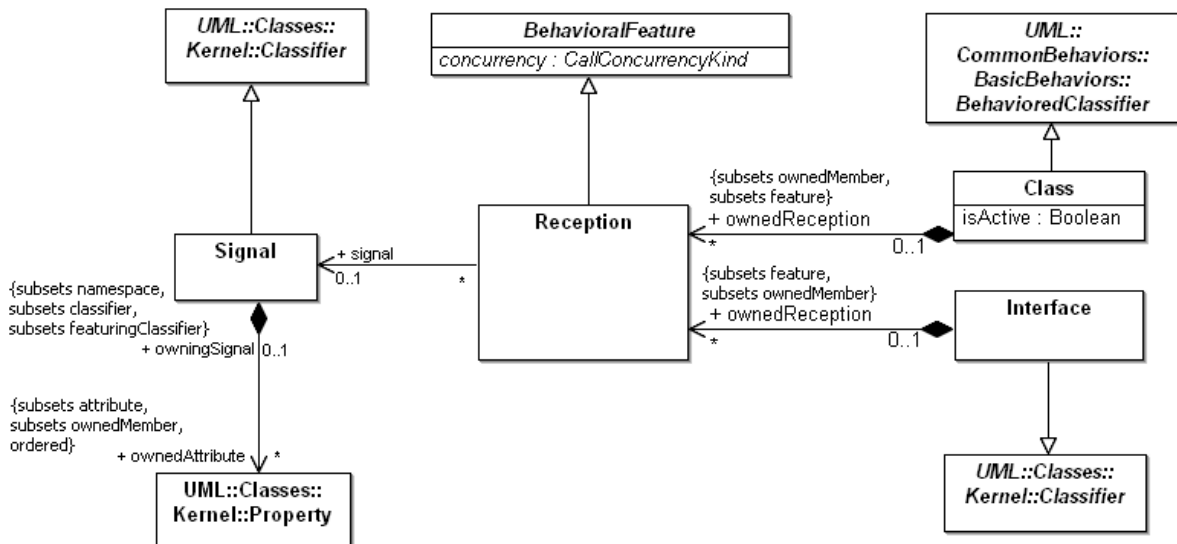 UML::Classes::
Kernel::Classifier
BehavioralFeature
concurrency : CallConcurrencyKind
UML::
CommonBehaviors::
BasicBehaviors::
BehavioredClassifier
{subsets ownedMember,
subsets feature}
+ ownedReception
*
0..1
Class
isActive : Boolean
Reception
Signal
+ signal
0..1
*
{subsets feature,
subsets ownedMember}
+ ownedReception
*
0..1
Interface
{subsets namespace,
subsets classifier,
subsets featuringClassifier}
+ owningSignal
0..1
{subsets attribute,
subsets ownedMember,
ordered}
+ ownedAttribute
*
UML::Classes::
Kernel::Property
UML::Classes::
Kernel::Classifier